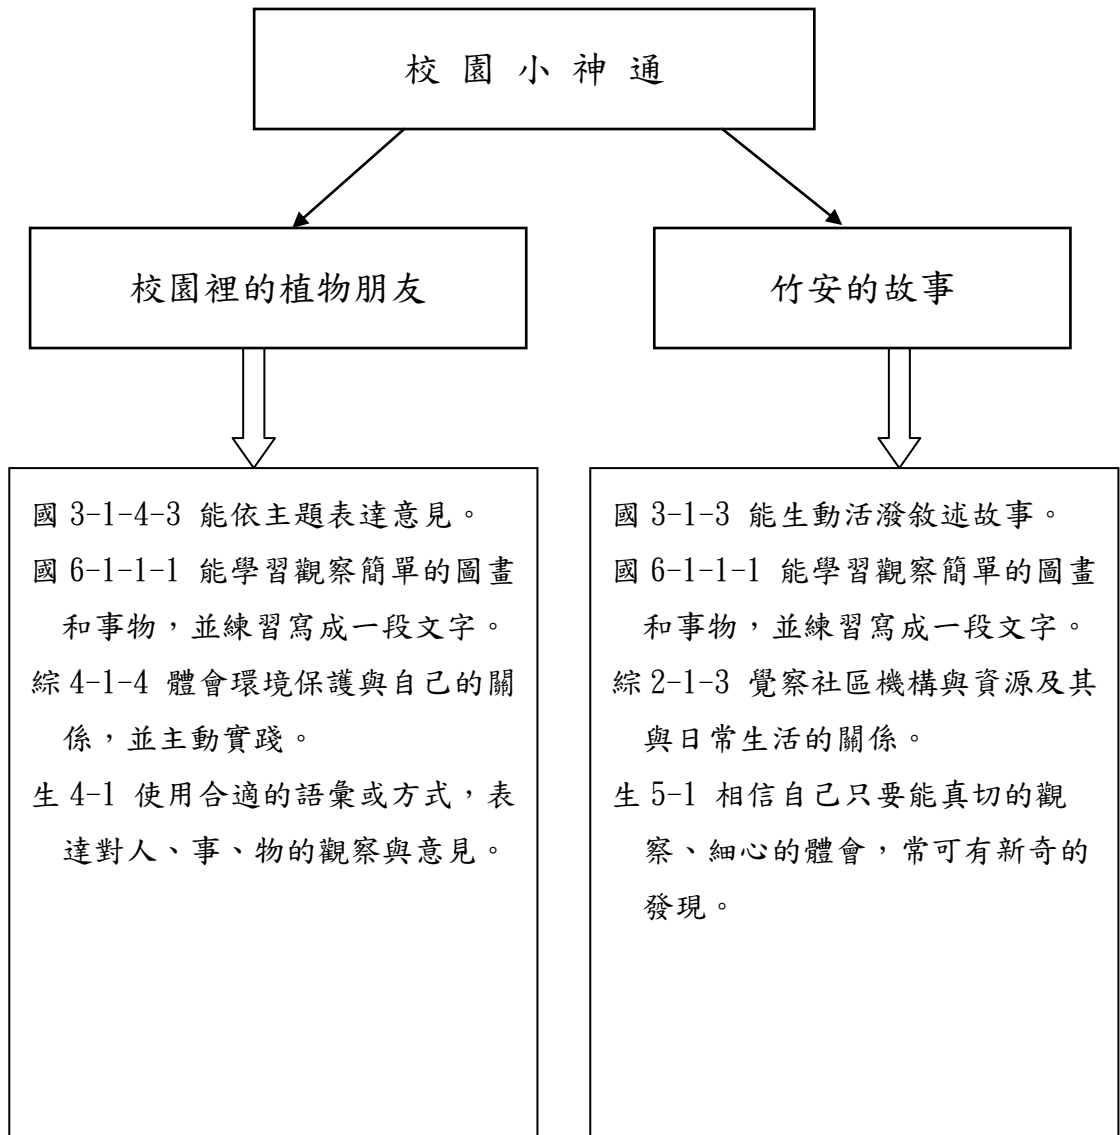 校園小神通
校園裡的植物朋友
竹安的故事
國 3-1-4-3 能依主題表達意見。
國 6-1-1-1 能學習觀察簡單的圖畫
和事物，並練習寫成一段文字。
綜 4-1-4 體會環境保護與自己的關
係，並主動實踐。
生 4-1 使用合適的語彙或方式，表
達對人、事、物的觀察與意見。
國 3-1-3 能生動活潑敘述故事。
國 6-1-1-1 能學習觀察簡單的圖畫
和事物，並練習寫成一段文字。
綜 2-1-3 覺察社區機構與資源及其
與日常生活的關係。
生 5-1 相信自己只要能真切的觀
察、細心的體會，常可有新奇的
發現。